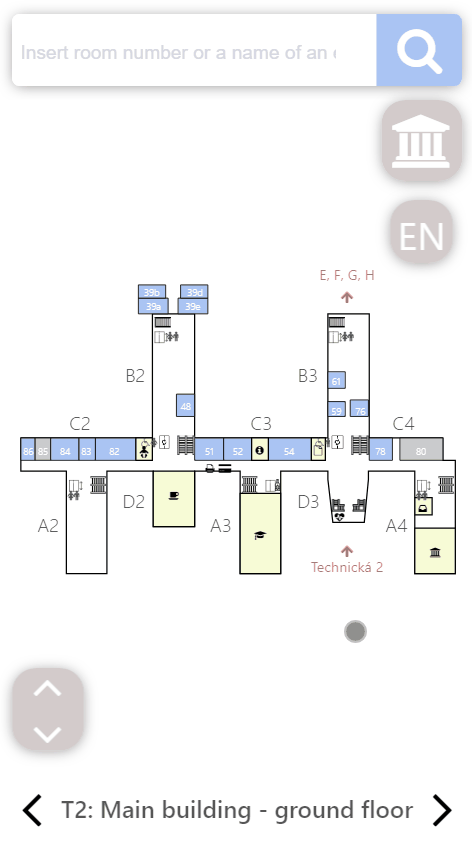 Insert room number or a name of an e
EN
E, F, G, H
39b
39d
39a
39e
B2
B3
61
48
59
76
C2
C3
C4
86
85
84
83
82
51
52
54
78
80
A2
D2
A3
D3
A4
Technická 2
T2: Main building - ground floor